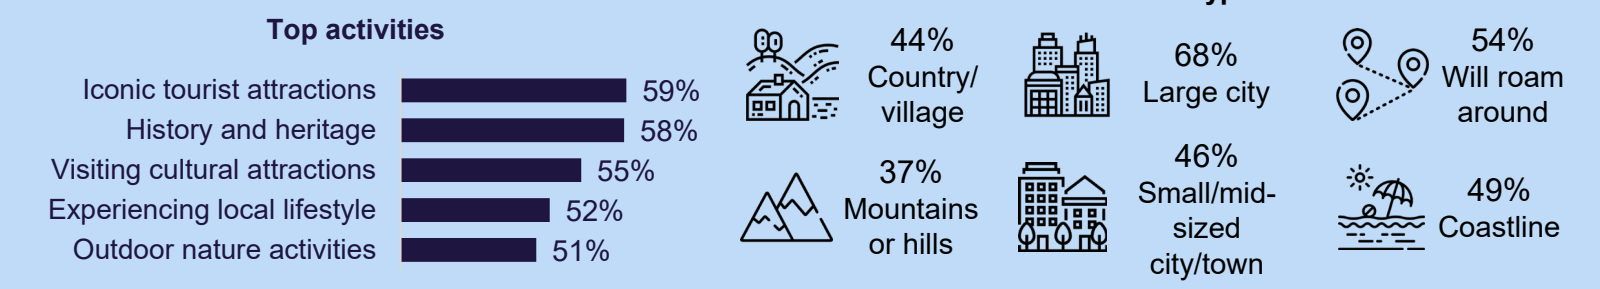 Top activities
Iconic tourist attractions 59%
History and heritage 58%
Visiting cultural attractions 55%
Experiencing local lifestyle 52%
Outdoor nature activities 51%
44%
Country/
village
68%
Large city
54%
Will roam
around
37%
Mountains
or hills
46%
Small/mid-
sized
city/town
49%
Coastline